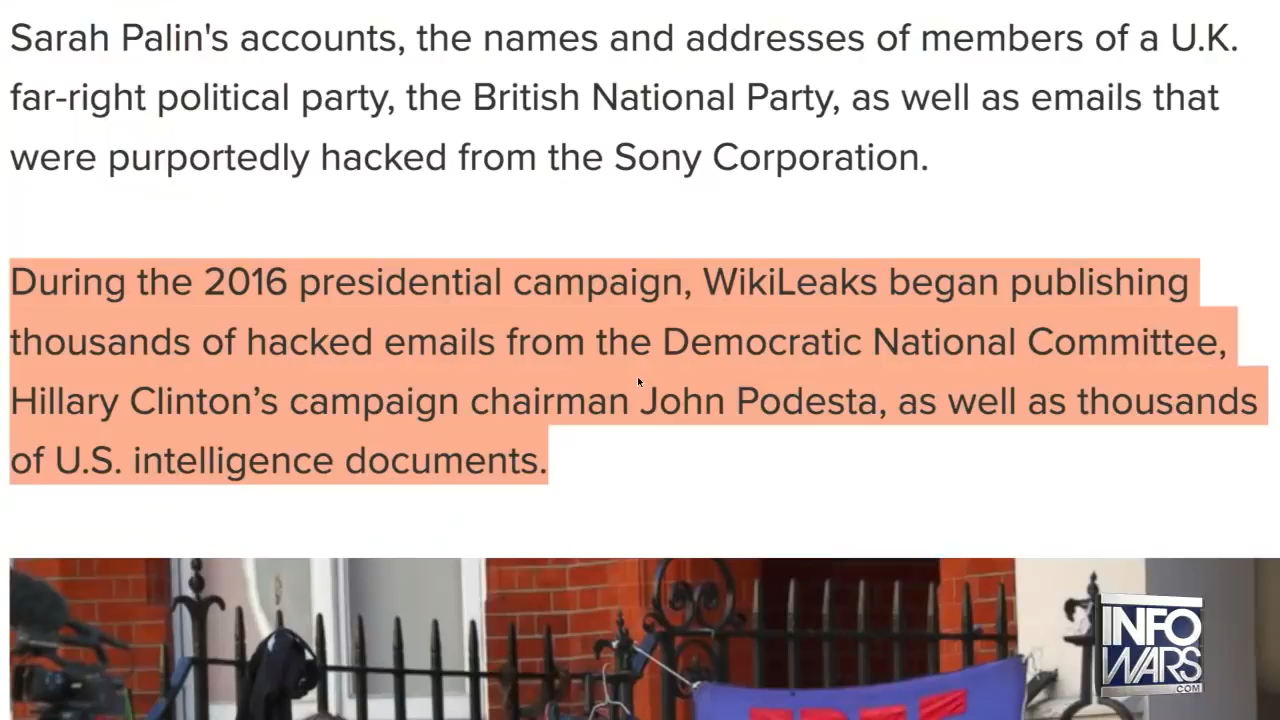 Sarah Palin's accounts, the names and addresses of members of a U.K.
far-right political party, the British National Party, as well as emails that
were purportedly hacked from the Sony Corporation.
During the 2016 presidential campaign, WikiLeaks began publishing
thousands of hacked emails from the Democratic National Committee,
Hillary Clinton’s campaign chairman John Podesta, as well as thousands
of U.S. intelligence documents.
INFO
WARS
.COM